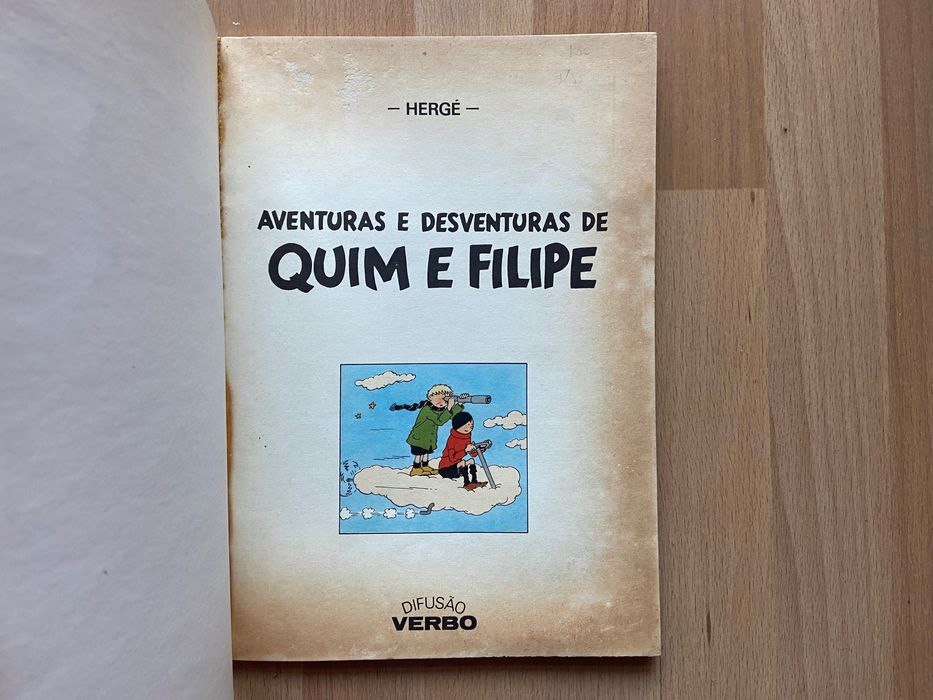 — HERGÉ —
AVENTURAS E DESVENTURAS DE
QUIM E FILIPE
DIFUSÃO
VERBO